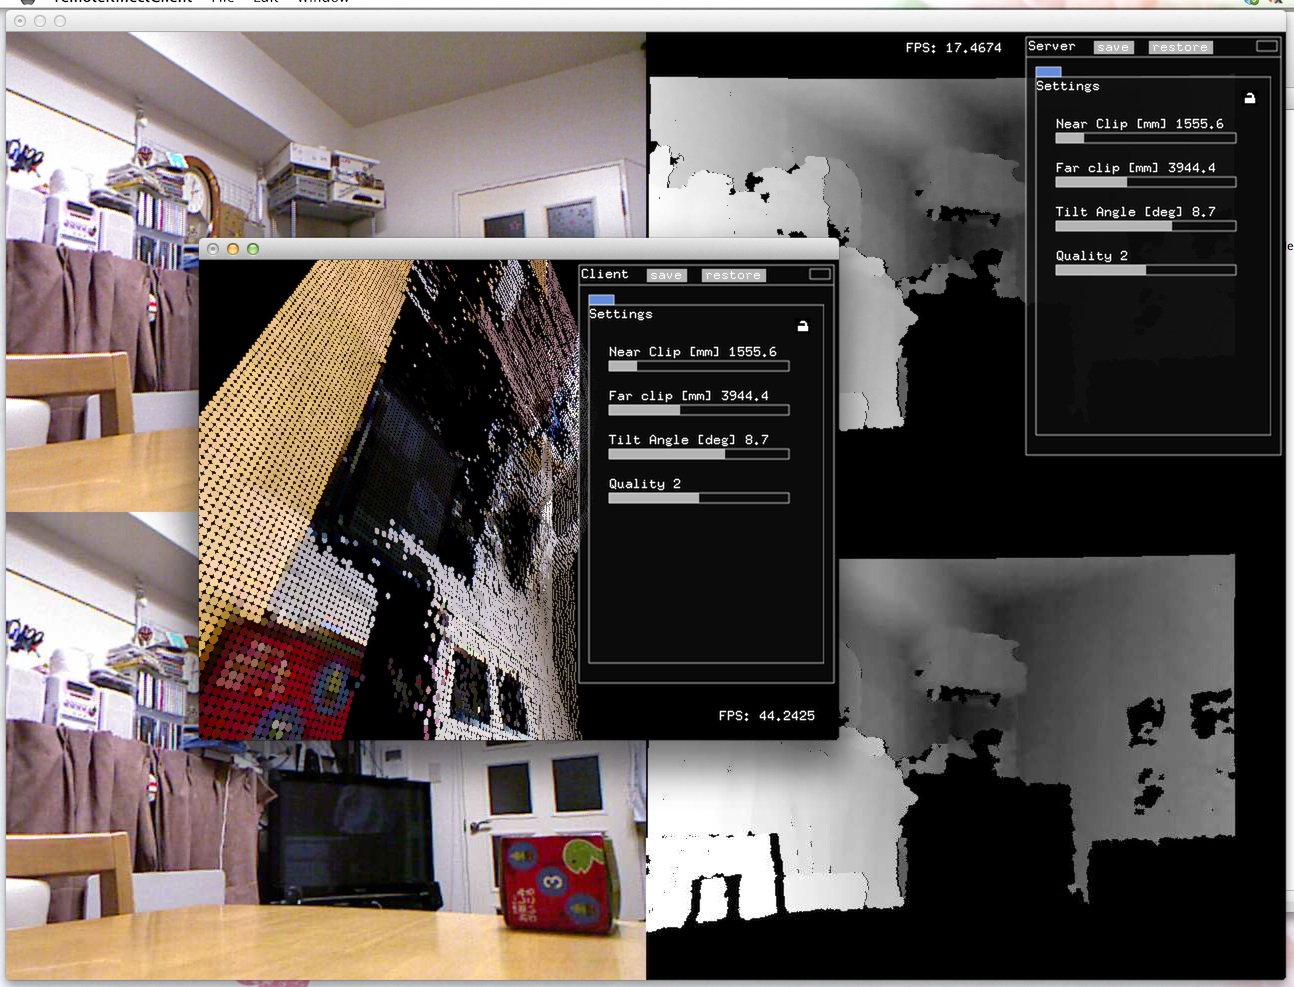 FPS: 17.4674
Server save restore
Settings
Near Clip [mm] 1555.6
Far clip [mm] 3944.4
Tilt Angle [deg] 8.7
Quality 2
Client save restore
Settings
Near Clip [mm] 1555.6
Far clip [mm] 3944.4
Tilt Angle [deg] 8.7
Quality 2
FPS: 44.2425
3